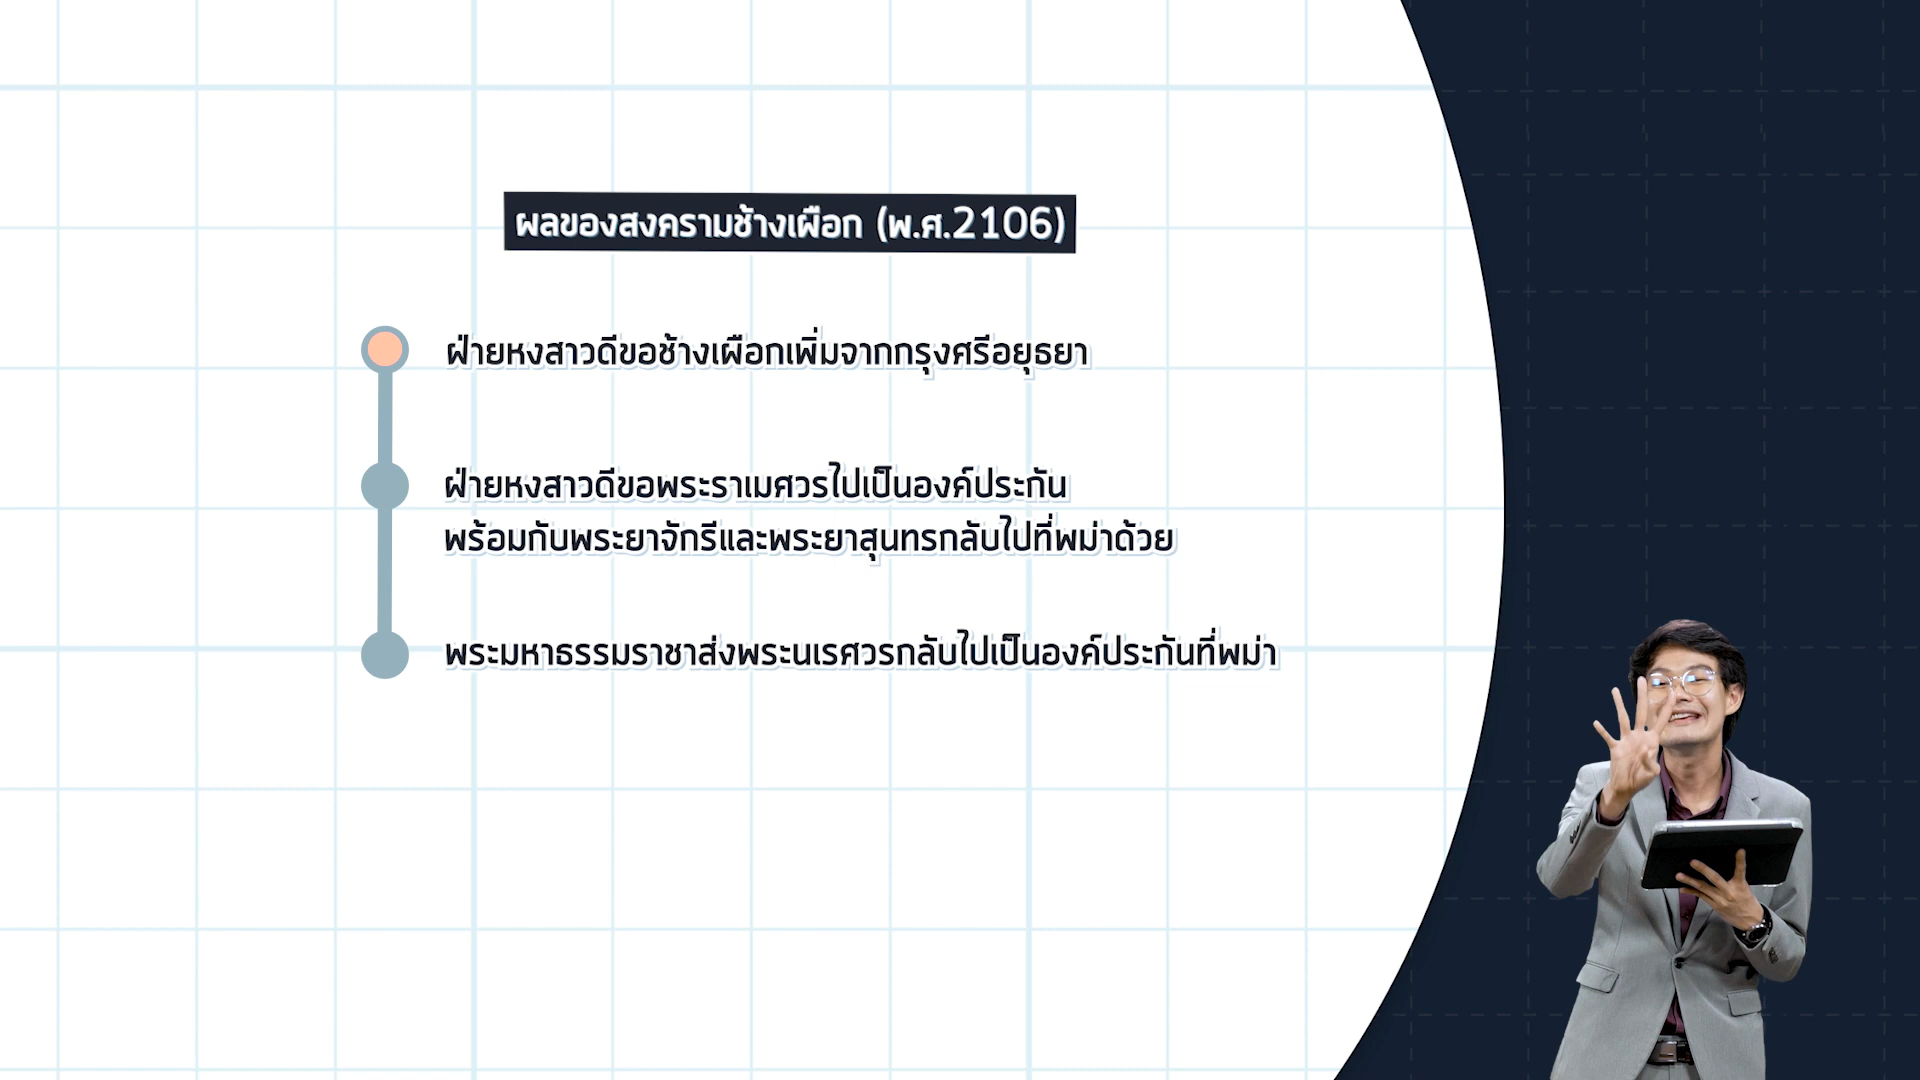 ผลของสงครามช้างเผือก (พ.ศ.2106)
ฝ่ายหงสาวดีขอช้างเผือกเพิ่มจากกรุงศรีอยุธยา
ฝ่ายหงสาวดีขอพระราเมศวรไปเป็นองค์ประกัน
พร้อมกับพระยาจักรีและพระยาสุนทรกลับไปที่พม่าด้วย
พระมหาธรรมราชาส่งพระนเรศวรกลับไปเป็นองค์ประกันที่พม่า